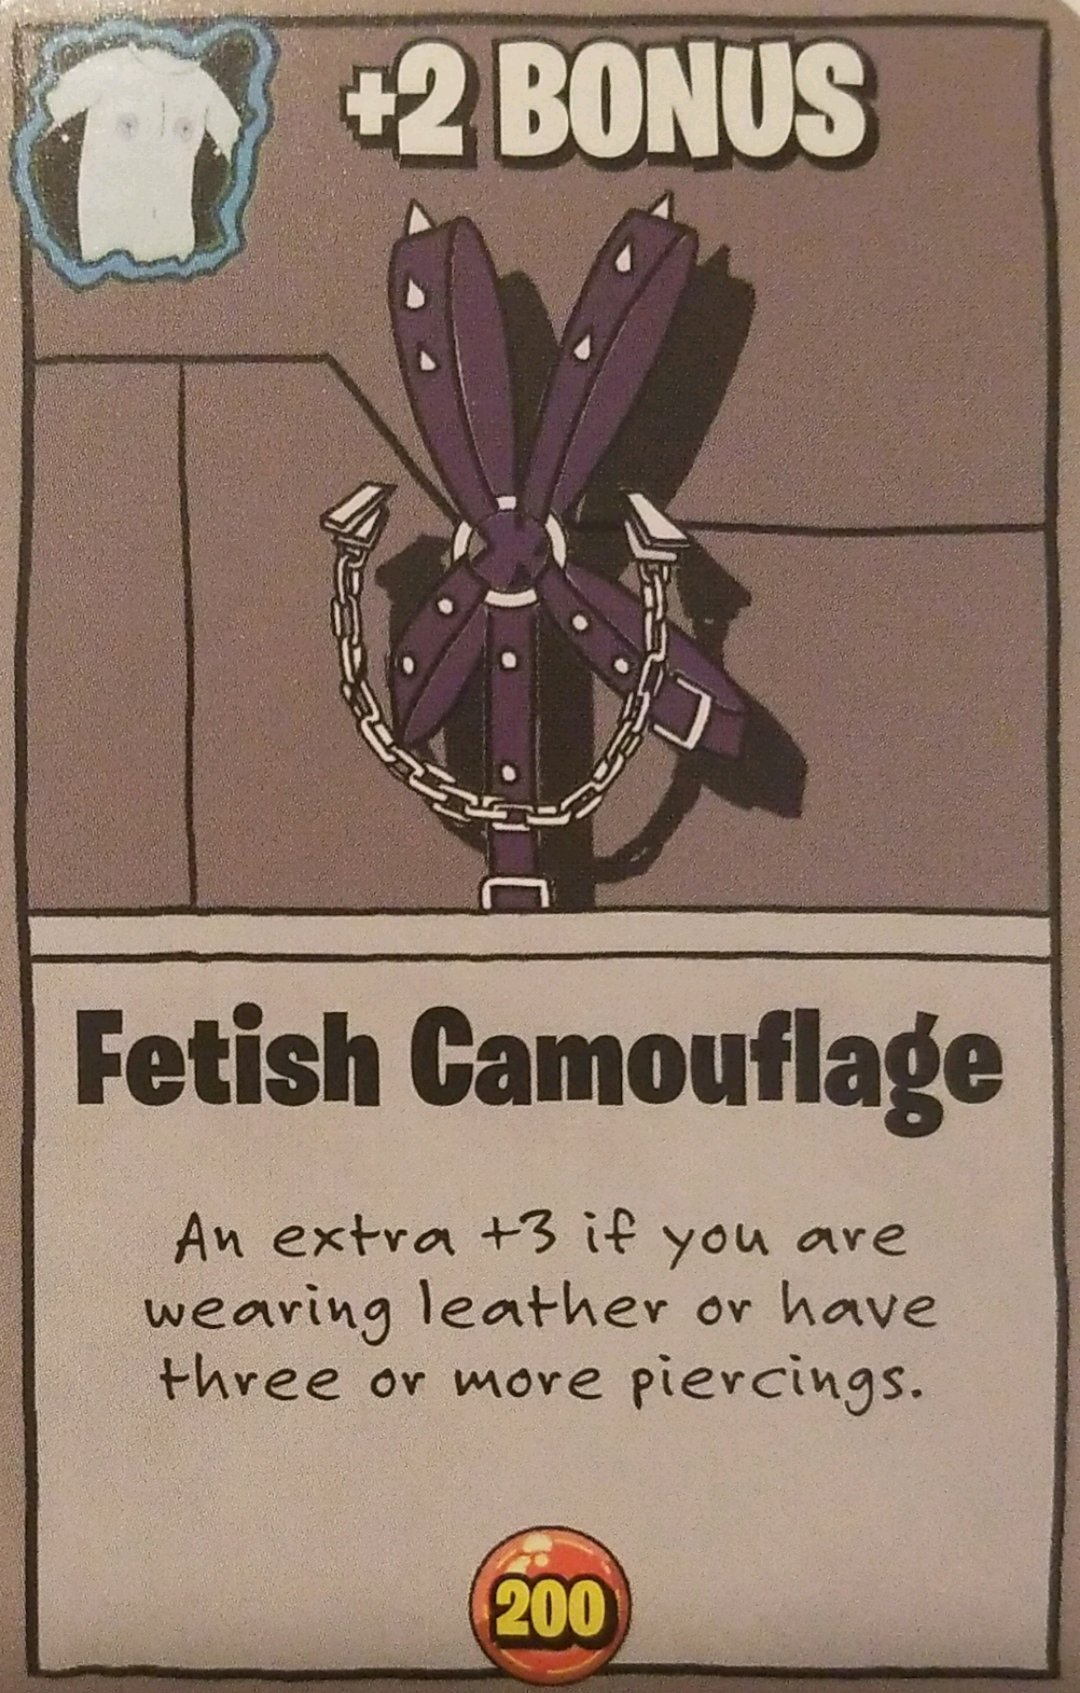 +2 BONUS
Fetish Camouflage
An extra +3 if you are
wearing leather or have
three or more piercings.
200